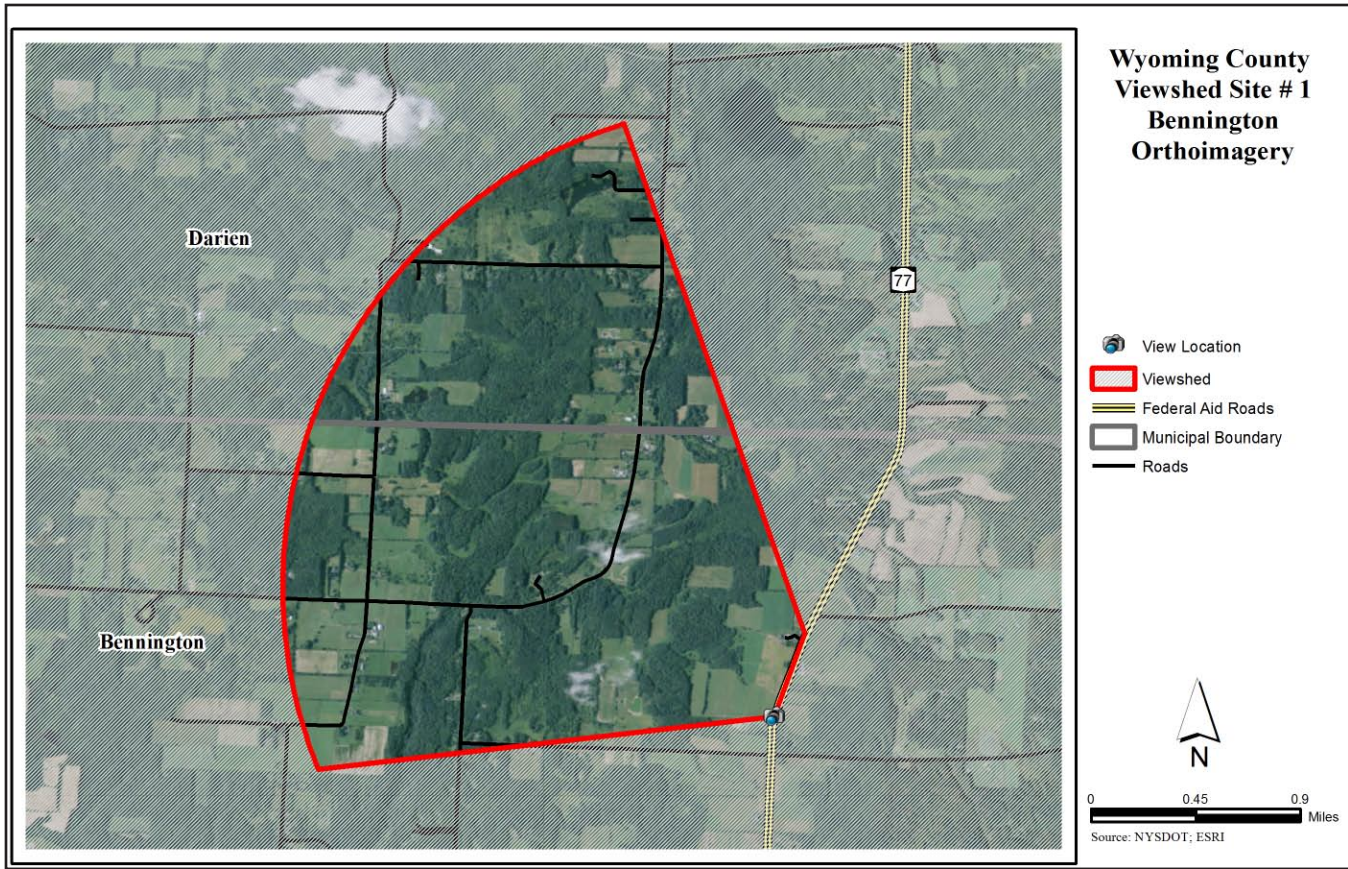 Wyoming County
Viewshed Site # 1
Bennington
Orthoimagery
Darien
77
Bennington
View Location
Viewshed
Federal Aid Roads
Municipal Boundary
Roads
N
0 0.45 0.9
Miles
Source: NYSDOT; ESRI